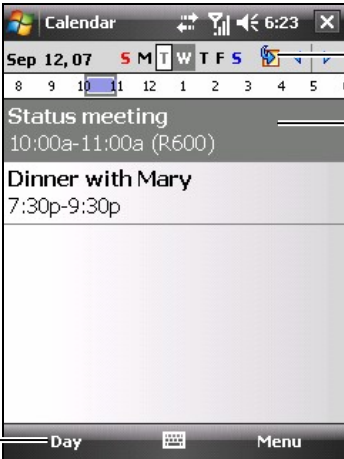 Calendar 6:23
Sep 12, 07 S M T W T F S
8 9 10 11 12 1 2 3 4 5
Status meeting
10:00a-11:00a (R600)
Dinner with Mary
7:30p-9:30p
Day Menu